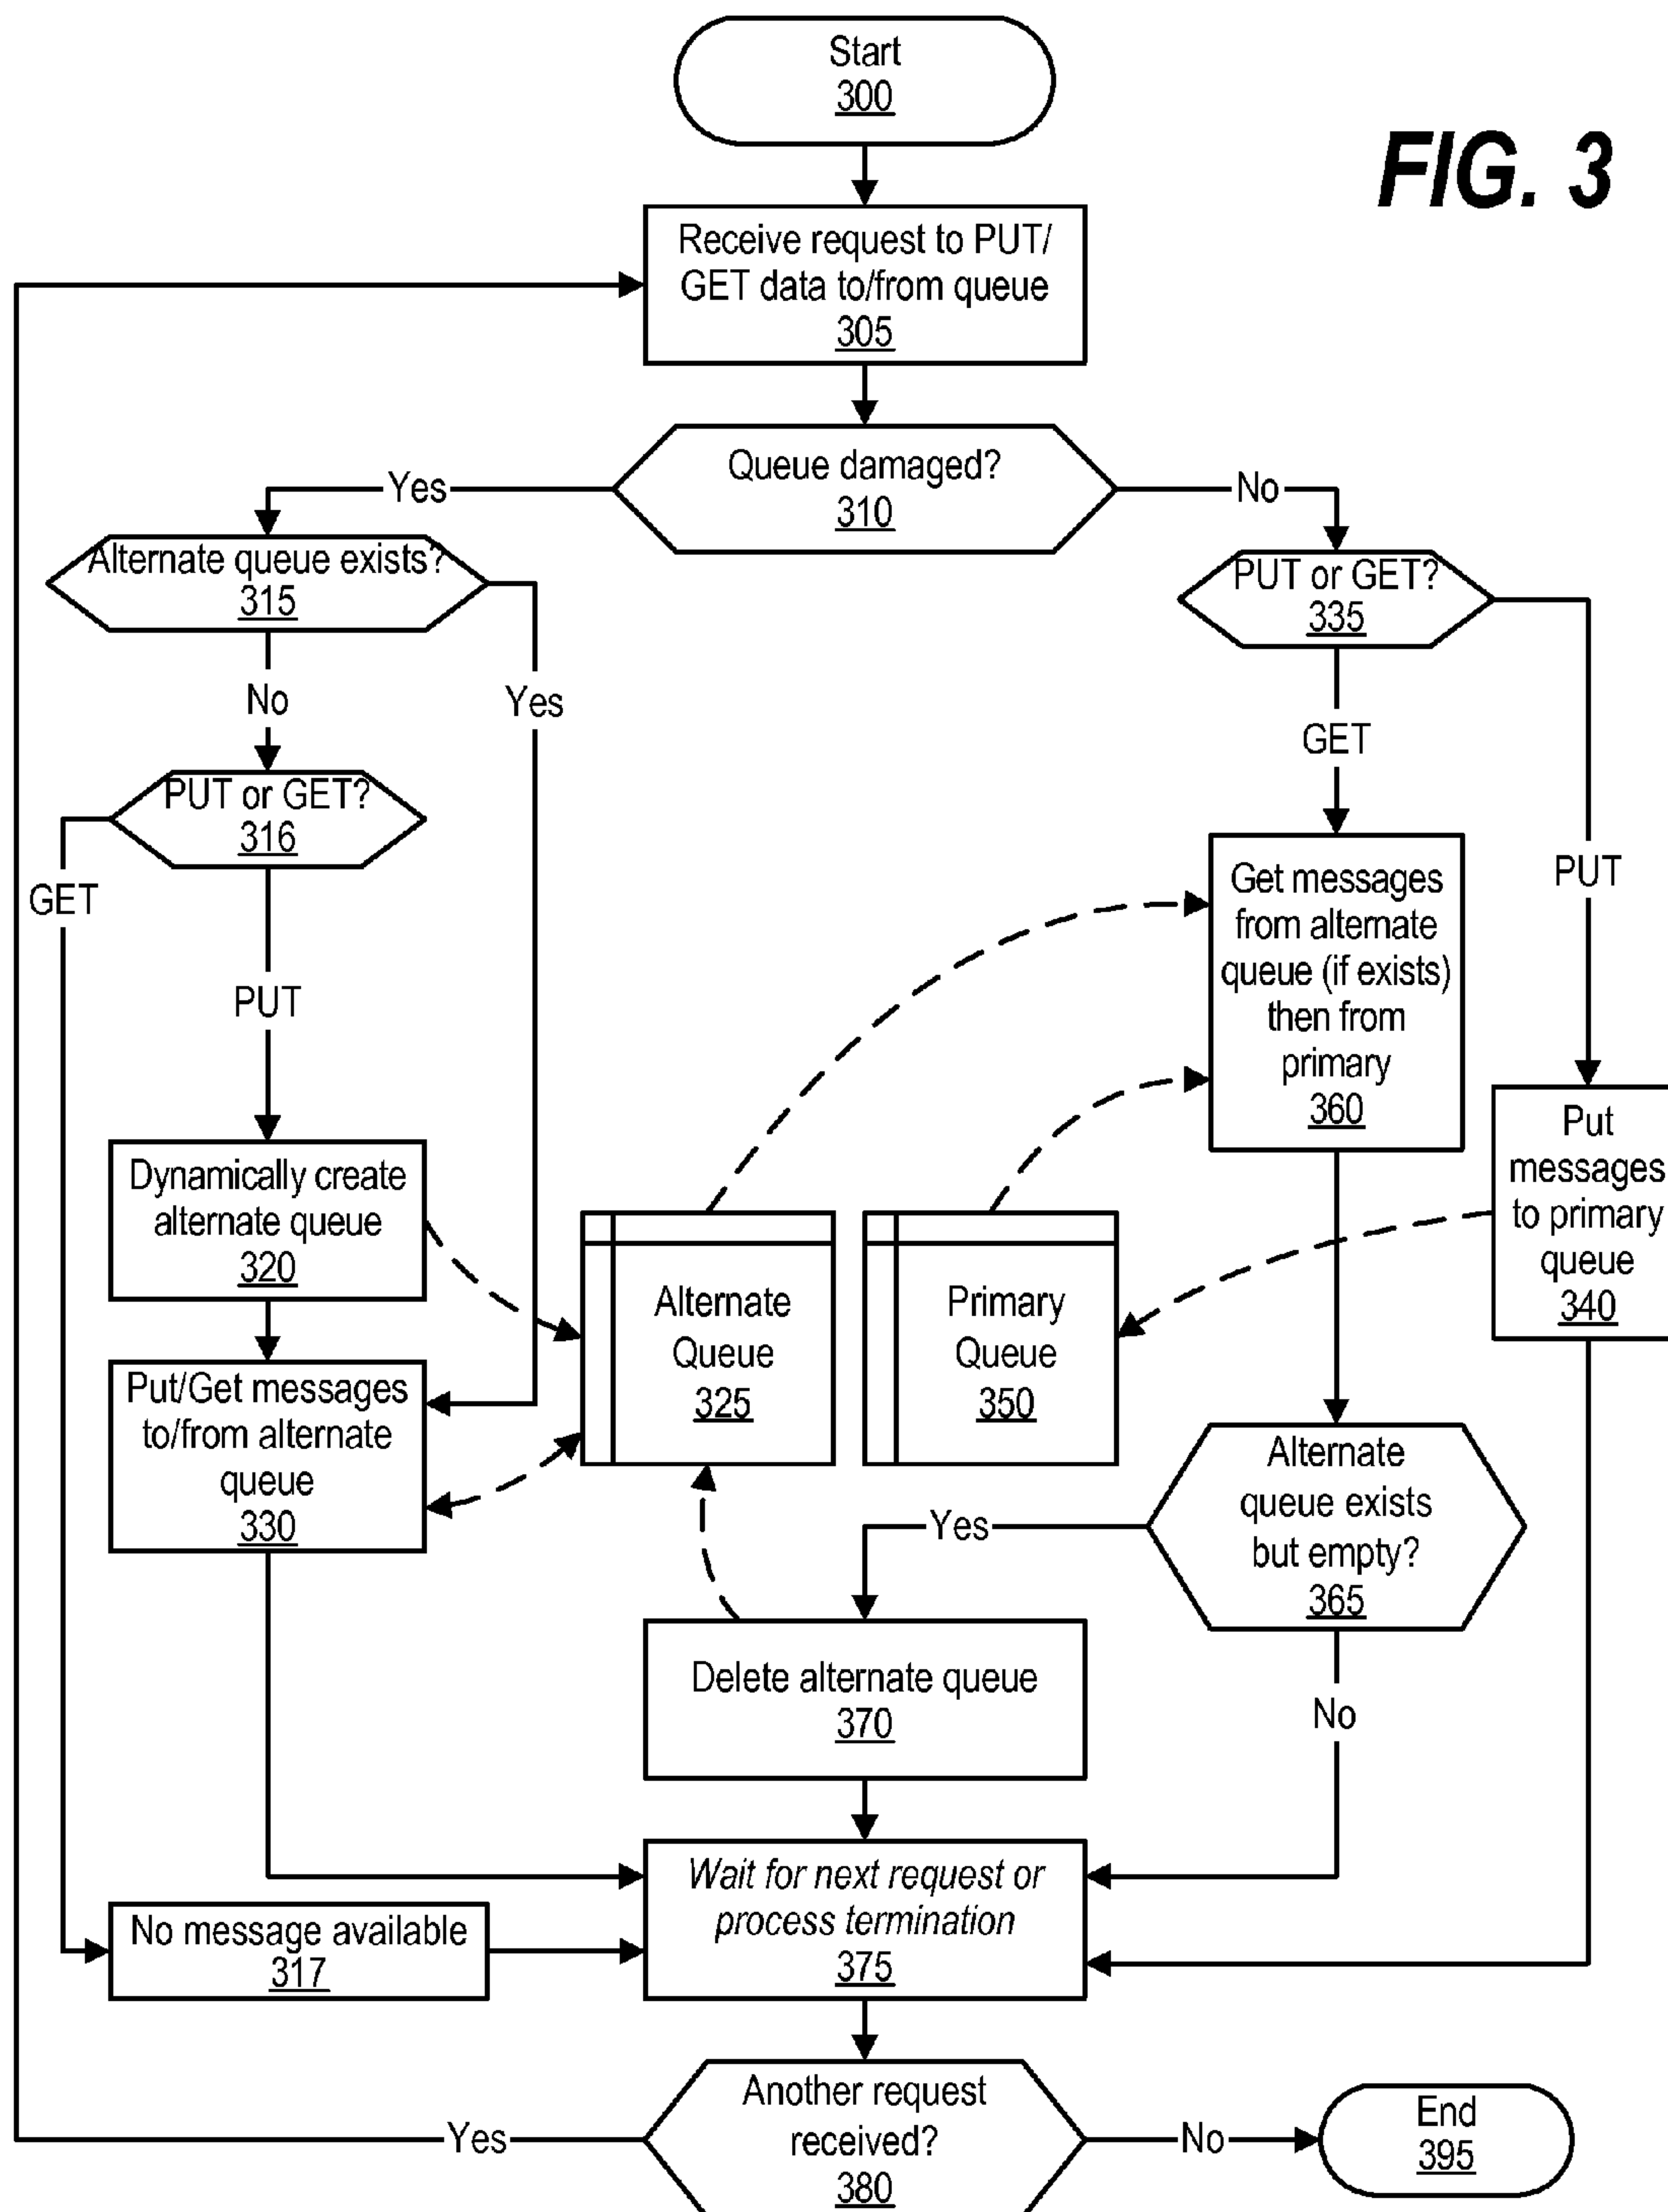 Start
300
FIG. 3
Receive request to PUT/
GET data to/from queue
305
Queue damaged?
310
Yes
No
Alternate queue exists?
315
PUT or GET?
335
No
Yes
GET
PUT or GET?
316
GET
PUT
PUT
Get messages
from alternate
queue (if exists)
then from
primary
360
Put
messages
to primary
queue
340
Dynamically create
alternate queue
320
Alternate
Queue
325
Primary
Queue
350
Put/Get messages
to/from alternate
queue
330
Alternate
queue exists
but empty?
365
Yes
Delete alternate queue
370
No
Wait for next request or
process termination
375
No message available
317
Another request
received?
380
Yes
No
End
395